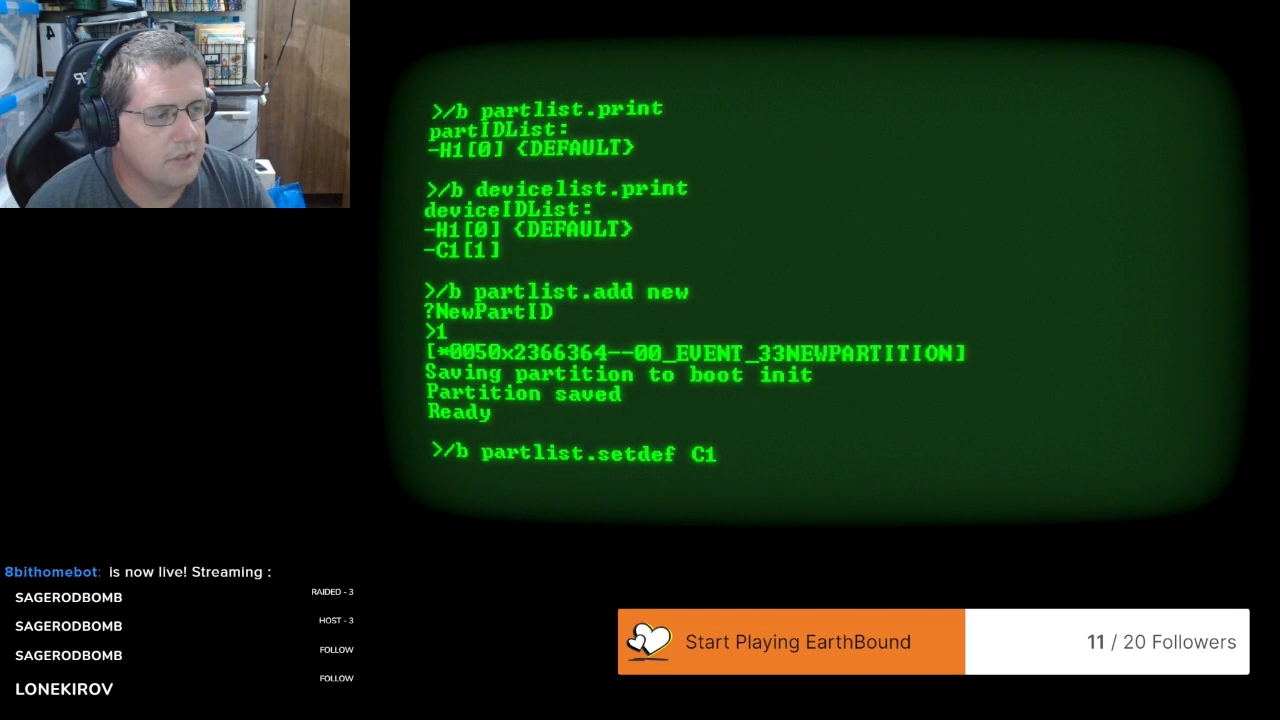 >/b partlist.print
partIDList:
-H1[0] {DEFAULT}
>/b devicelist.print
deviceIDList:
-H1[0] {DEFAULT}
-C1[1]
>/b partlist.add new
?NewPartID
>1
[*0050x2366364--00_EVENT_33NEWPARTITION]
Saving partition to boot init
Partition saved
Ready
>/b partlist.setdef C1
8bithomebot: is now live! Streaming :
SAGERODBOMB RAIDED - 3
SAGERODBOMB HOST - 3
SAGERODBOMB FOLLOW
LONEKIROV FOLLOW
Start Playing EarthBound 11 / 20 Followers